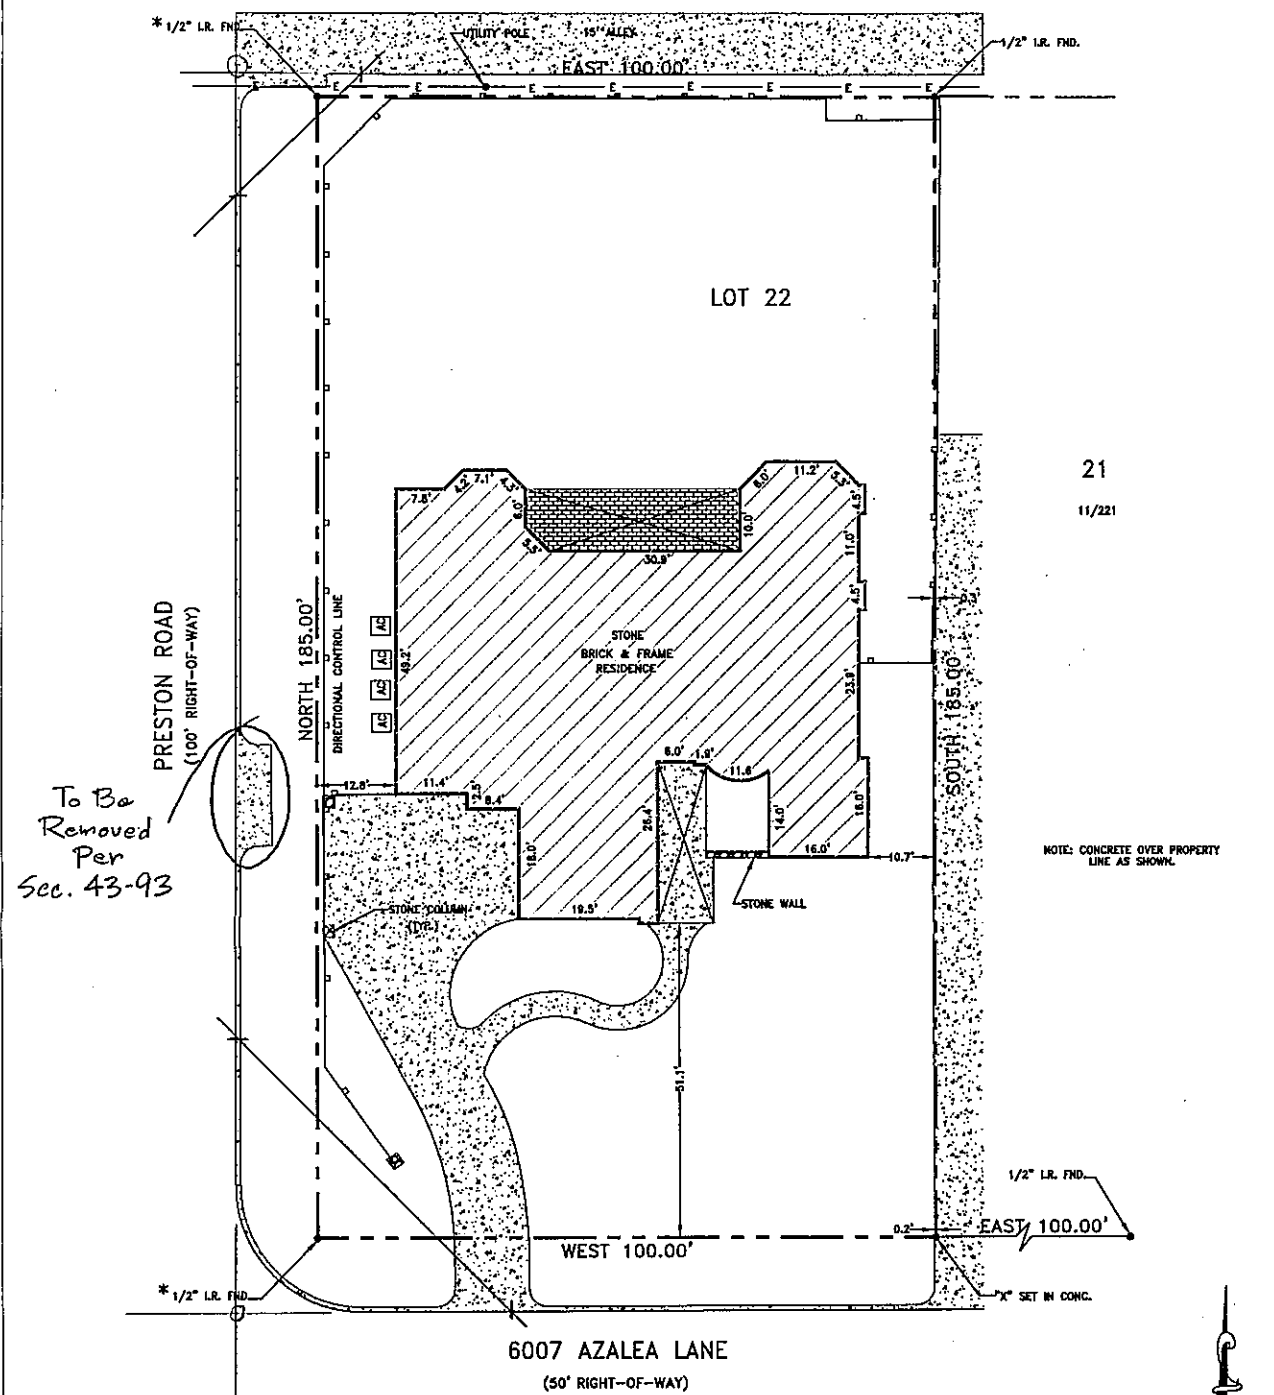 * 1/2" I.R. FND.
UTILITY POLE
15' ALLEY
1/2" I.R. FND.
EAST 100.00'
E E E E E E E E E
LOT 22
21
11/221
7.8'
4.2'
7.1'
4.3'
6.0'
5.5'
30.9'
10.0'
6.0'
11.2'
5.5'
4.5'
11.0'
4.5'
23.9'
STONE
BRICK & FRAME
RESIDENCE
PRESTON ROAD
(100' RIGHT-OF-WAY)
NORTH 185.00'
DIRECTIONAL CONTROL LINE
AC
AC
AC
AC
49.2'
SOUTH 185.00'
To Be
Removed
Per
Sec. 43-93
12.8'
11.4'
2.5'
8.4'
18.0'
19.5'
6.0'
1.9'
11.6'
26.4'
14.0'
16.0'
18.0'
10.7'
NOTE: CONCRETE OVER PROPERTY
LINE AS SHOWN.
STONE COLUMN
(TYP.)
STONE WALL
51.1'
1/2" I.R. FND.
0.2'
EAST 100.00'
WEST 100.00'
* 1/2" I.R. FND.
"X" SET IN CONC.
6007 AZALEA LANE
(50' RIGHT-OF-WAY)